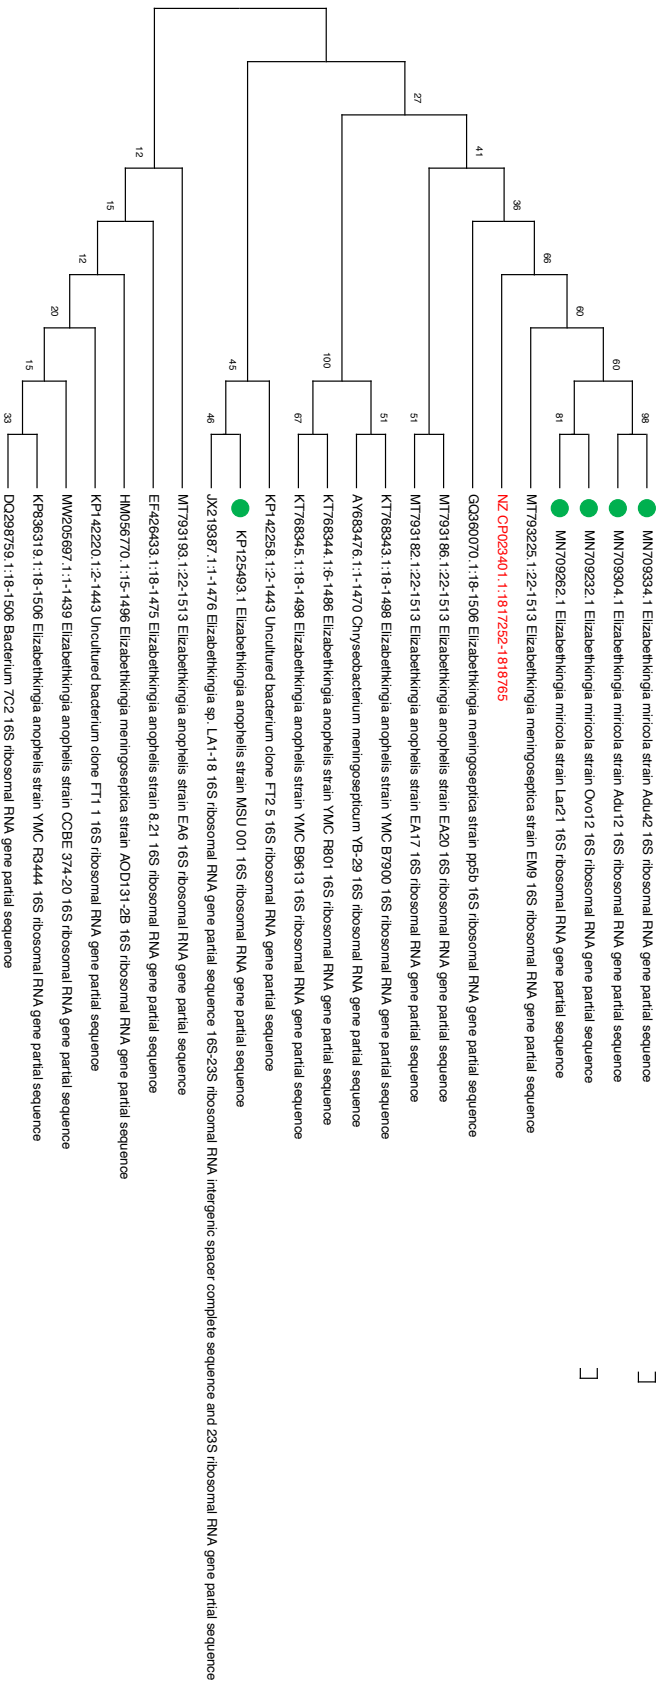 MN709334.1 Elizabethkingia miricola strain Adu42 16S ribosomal RNA gene partial sequence
MN709304.1 Elizabethkingia miricola strain Adu12 16S ribosomal RNA gene partial sequence
MN709232.1 Elizabethkingia miricola strain Ovo12 16S ribosomal RNA gene partial sequence
MN709262.1 Elizabethkingia miricola strain Lar21 16S ribosomal RNA gene partial sequence
MT793225.1:22-1513 Elizabethkingia meningoseptica strain EM9 16S ribosomal RNA gene partial sequence
NZ CP023401.1:1817252-1818765
GQ360070.1:18-1506 Elizabethkingia meningoseptica strain pp5b 16S ribosomal RNA gene partial sequence
MT793186.1:22-1513 Elizabethkingia anophelis strain EA20 16S ribosomal RNA gene partial sequence
MT793182.1:22-1513 Elizabethkingia anophelis strain EA17 16S ribosomal RNA gene partial sequence
KT768343.1:18-1498 Elizabethkingia anophelis strain YMC B7900 16S ribosomal RNA gene partial sequence
AY683476.1:1-1470 Chryseobacterium meningosepticum YB-29 16S ribosomal RNA gene partial sequence
KT768344.1:6-1486 Elizabethkingia anophelis strain YMC R801 16S ribosomal RNA gene partial sequence
KT768345.1:18-1498 Elizabethkingia anophelis strain YMC B9613 16S ribosomal RNA gene partial sequence
KP142258.1:2-1443 Uncultured bacterium clone FT2 5 16S ribosomal RNA gene partial sequence
KP125493.1 Elizabethkingia anophelis strain MSU 001 16S ribosomal RNA gene partial sequence
JX219387.1:1-1476 Elizabethkingia sp. LA1-18 16S ribosomal RNA gene partial sequence 16S-23S ribosomal RNA intergenic spacer complete sequence and 23S ribosomal RNA gene partial sequence
MT793193.1:22-1513 Elizabethkingia anophelis strain EA6 16S ribosomal RNA gene partial sequence
EF426433.1:18-1475 Elizabethkingia anophelis strain 8.21 16S ribosomal RNA gene partial sequence
HM056770.1:15-1496 Elizabethkingia meningoseptica strain AOD131-2B 16S ribosomal RNA gene partial sequence
KP142220.1:2-1443 Uncultured bacterium clone FT1 1 16S ribosomal RNA gene partial sequence
MW205697.1:1-1439 Elizabethkingia anophelis strain CCBE 374-20 16S ribosomal RNA gene partial sequence
KP836319.1:18-1506 Elizabethkingia anophelis strain YMC R3444 16S ribosomal RNA gene partial sequence
DQ298759.1:18-1506 Bacterium 7C2 16S ribosomal RNA gene partial sequence
98
81
60
60
66
36
41
51
51
67
100
27
46
45
33
15
20
12
15
12